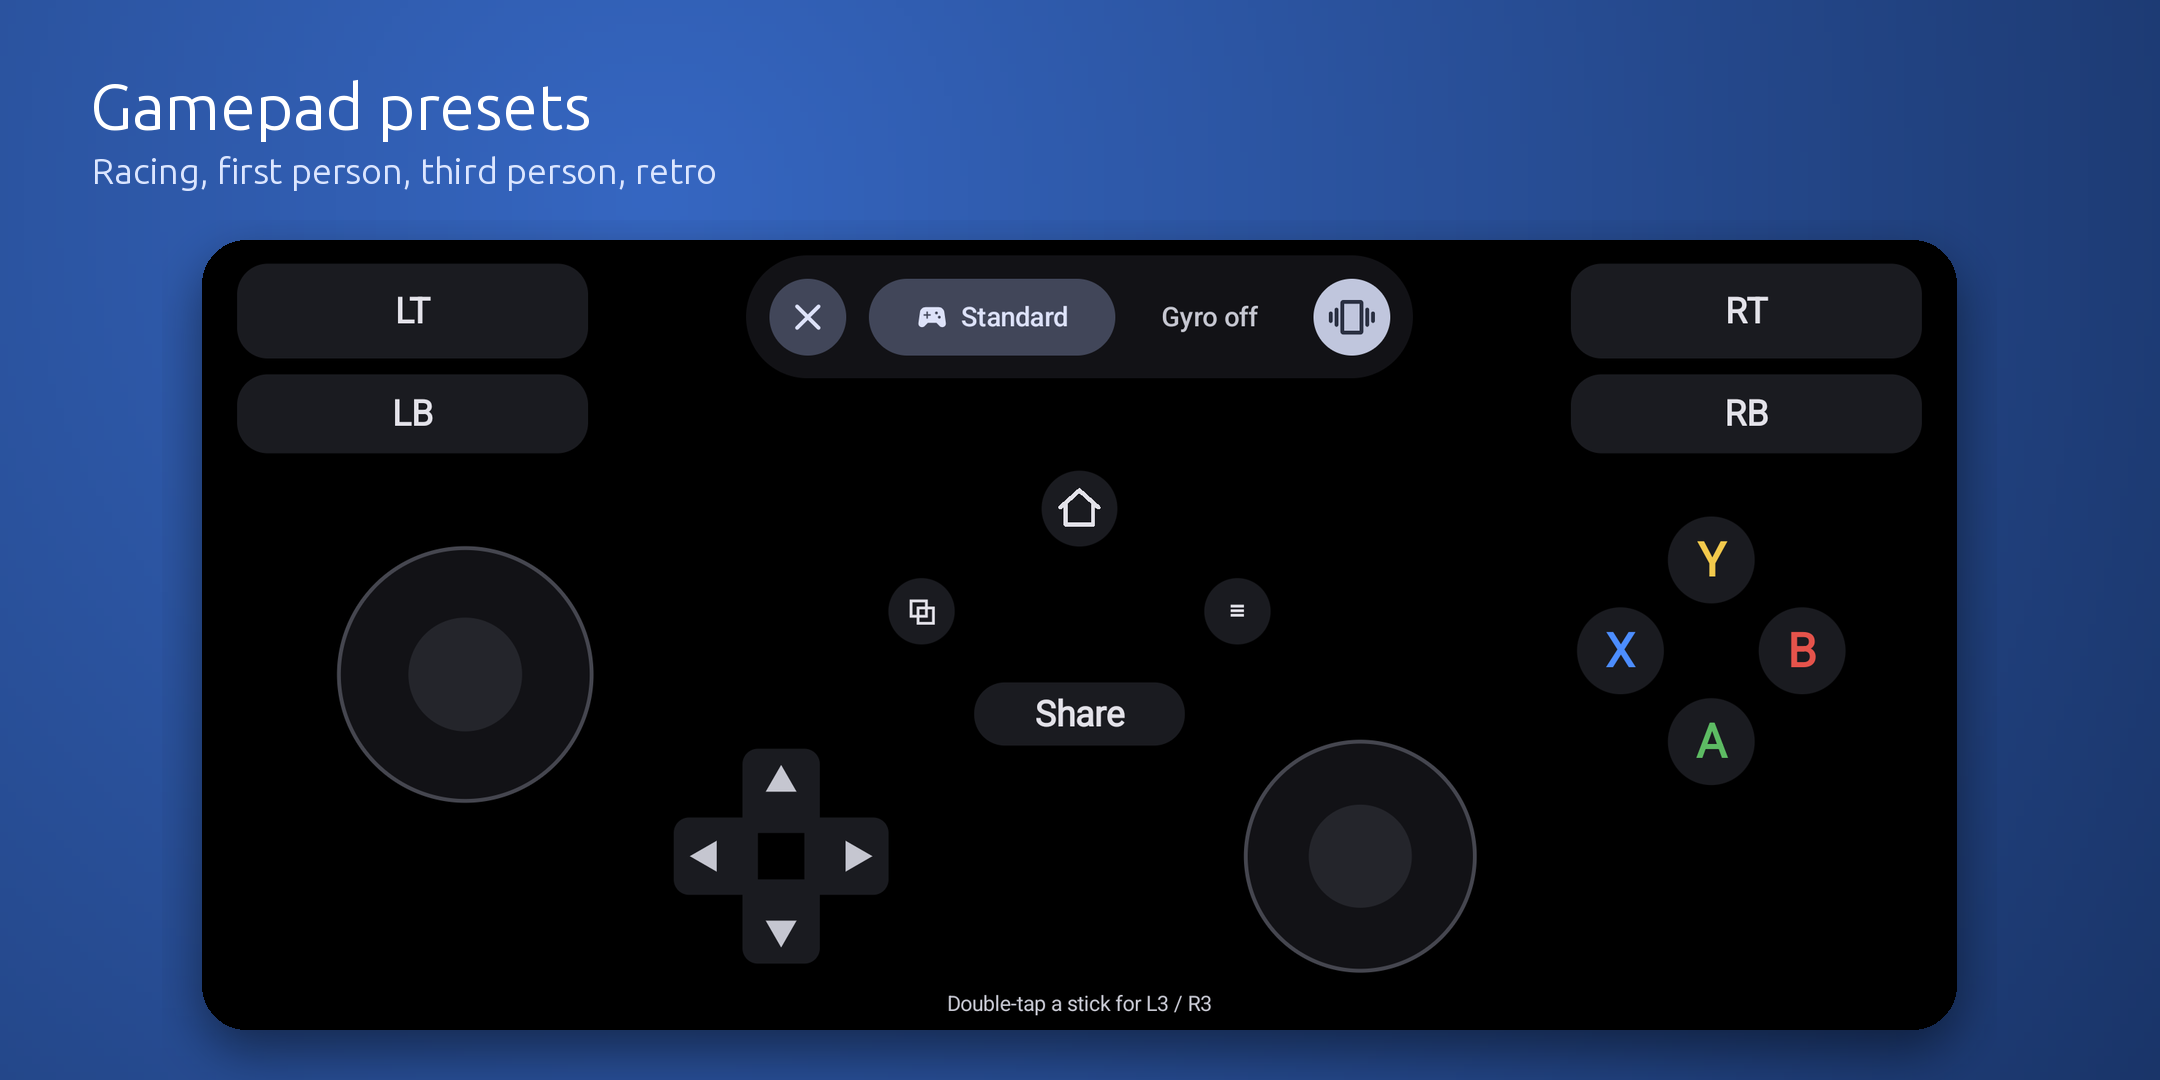 Gamepad presets
Racing, first person, third person, retro
LT
Standard
Gyro off
RT
LB
RB
Y
X
B
Share
A
Double-tap a stick for L3 / R3